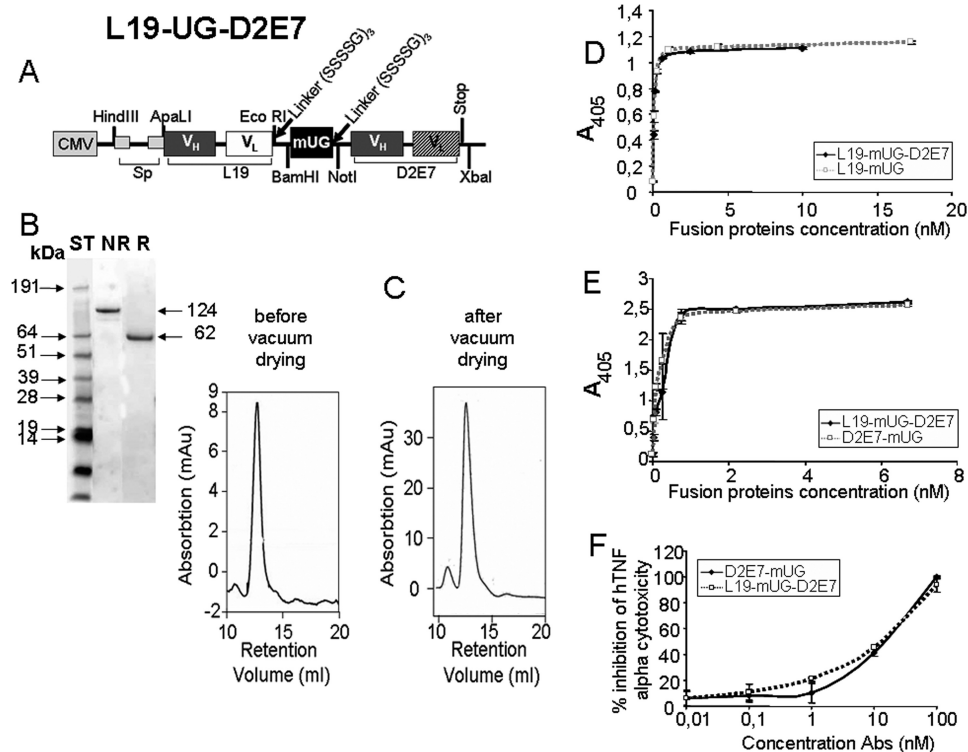 L19-UG-D2E7
A
Linker (SSSSG)3
Linker (SSSSG)3
HindIII
ApaLI
Eco RI
Stop
CMV
VH
VL
mUG
VH
VL
Sp
L19
BamHI
NotI
D2E7
XbaI
B
kDa
ST NR R
191
64
51
39
28
19
14
124
62
before
vacuum
drying
Absorbtion (mAu)
9
8
6
4
2
0
-2
10 15 20
Retention
Volume (ml)
C
after
vacuum
drying
Absorbtion (mAu)
30
20
10
0
10 15 20
Retention
Volume (ml)
D
A405
1,4
1,2
1
0,8
0,6
0,4
0,2
0
L19-mUG-D2E7
L19-mUG
0 5 10 15 20
Fusion proteins concentration (nM)
E
A405
3
2,5
2
1,5
1
0,5
0
L19-mUG-D2E7
D2E7-mUG
0 2 4 6 8
Fusion proteins concentration (nM)
F
% inhibition of hTNF
alpha cytotoxicity
120
100
80
60
40
20
0
D2E7-mUG
L19-mUG-D2E7
0,01 0,1 1 10 100
Concentration Abs (nM)